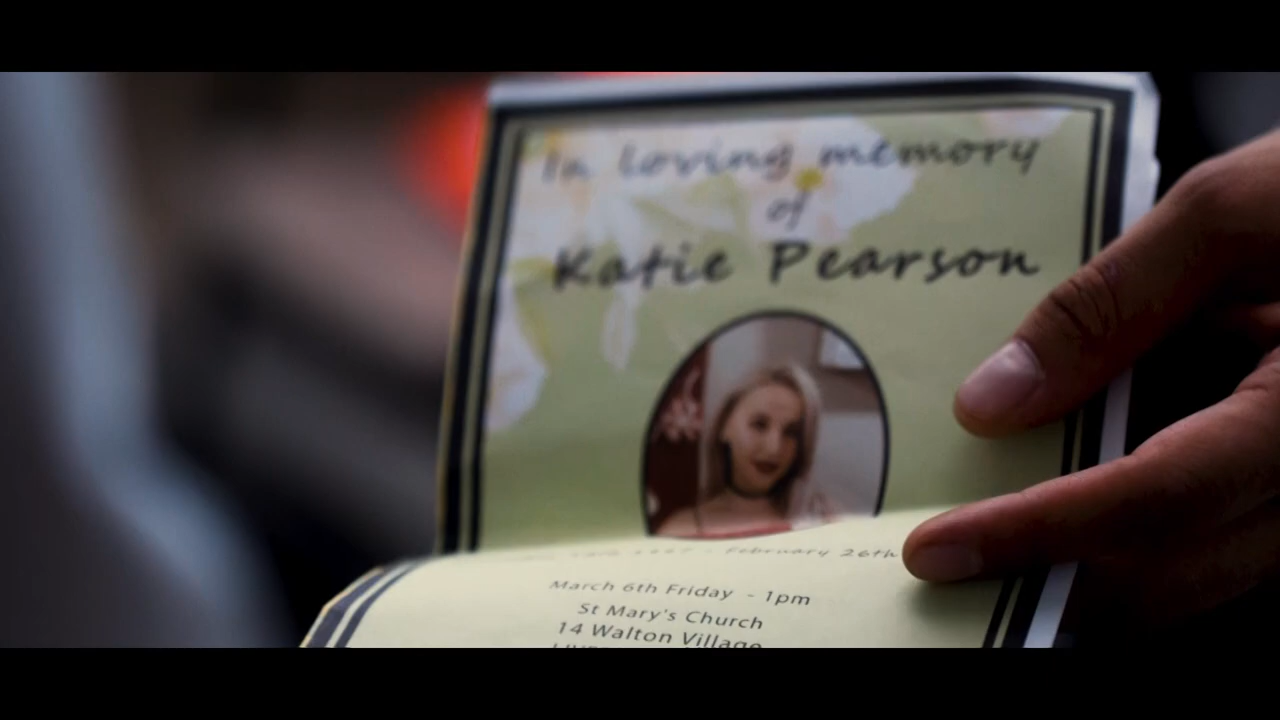 In loving memory
of
Katie Pearson
February 26th
March 6th Friday - 1pm
St Mary's Church
14 Walton Village